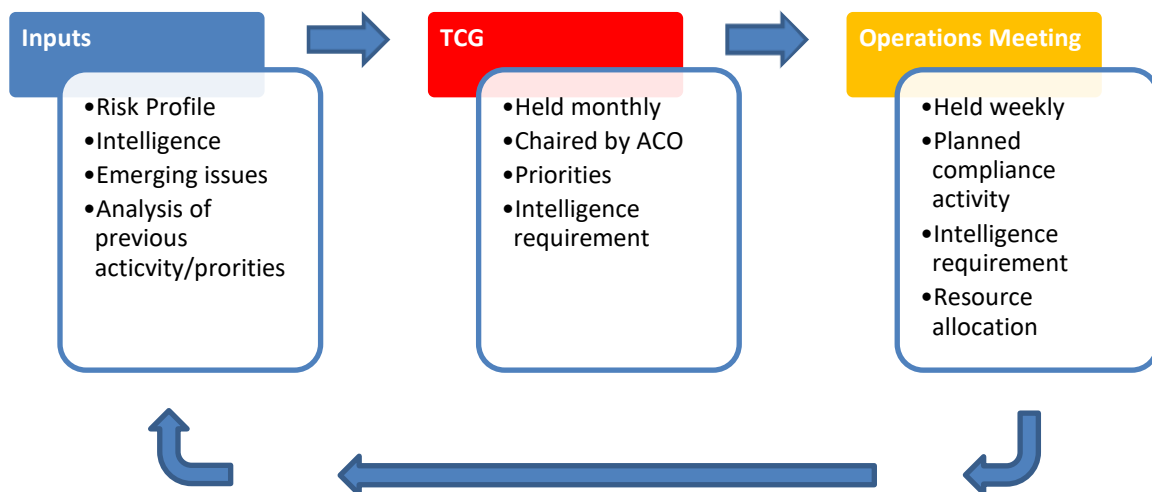 Inputs
•Risk Profile
•Intelligence
•Emerging issues
•Analysis of
previous
acticvity/prorities
TCG
•Held monthly
•Chaired by ACO
•Priorities
•Intelligence
requirement
Operations Meeting
•Held weekly
•Planned
compliance
activity
•Intelligence
requirement
•Resource
allocation